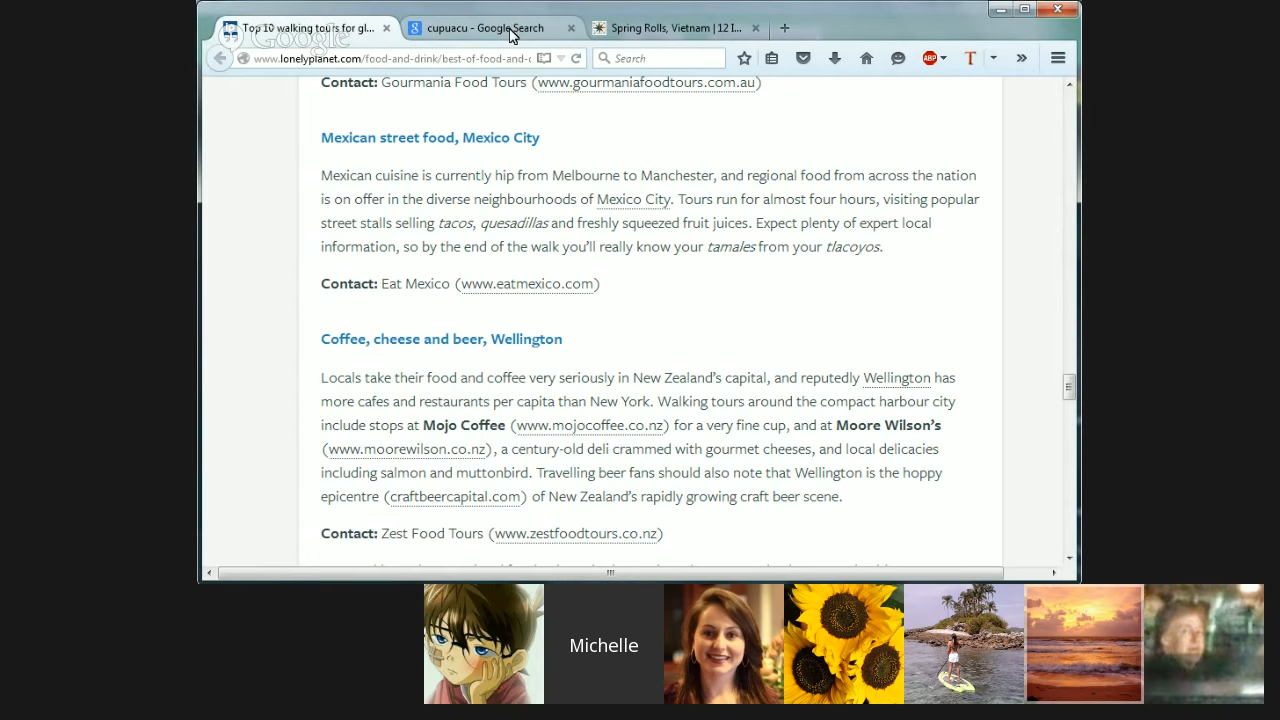 Top 10 walking tours for gl...
cupuacu - Google Search
Spring Rolls, Vietnam | 12 I...
Google
www.lonelyplanet.com/food-and-drink/best-of-food-and-c
Search
ABP
T
Contact: Gourmania Food Tours (www.gourmaniafoodtours.com.au)
Mexican street food, Mexico City
Mexican cuisine is currently hip from Melbourne to Manchester, and regional food from across the nation
is on offer in the diverse neighbourhoods of Mexico City. Tours run for almost four hours, visiting popular
street stalls selling tacos, quesadillas and freshly squeezed fruit juices. Expect plenty of expert local
information, so by the end of the walk you'll really know your tamales from your tlacoyos.
Contact: Eat Mexico (www.eatmexico.com)
Coffee, cheese and beer, Wellington
Locals take their food and coffee very seriously in New Zealand's capital, and reputedly Wellington has
more cafes and restaurants per capita than New York. Walking tours around the compact harbour city
include stops at Mojo Coffee (www.mojocoffee.co.nz) for a very fine cup, and at Moore Wilson's
(www.moorewilson.co.nz), a century-old deli crammed with gourmet cheeses, and local delicacies
including salmon and muttonbird. Travelling beer fans should also note that Wellington is the hoppy
epicentre (craftbeercapital.com) of New Zealand's rapidly growing craft beer scene.
Contact: Zest Food Tours (www.zestfoodtours.co.nz)
Michelle